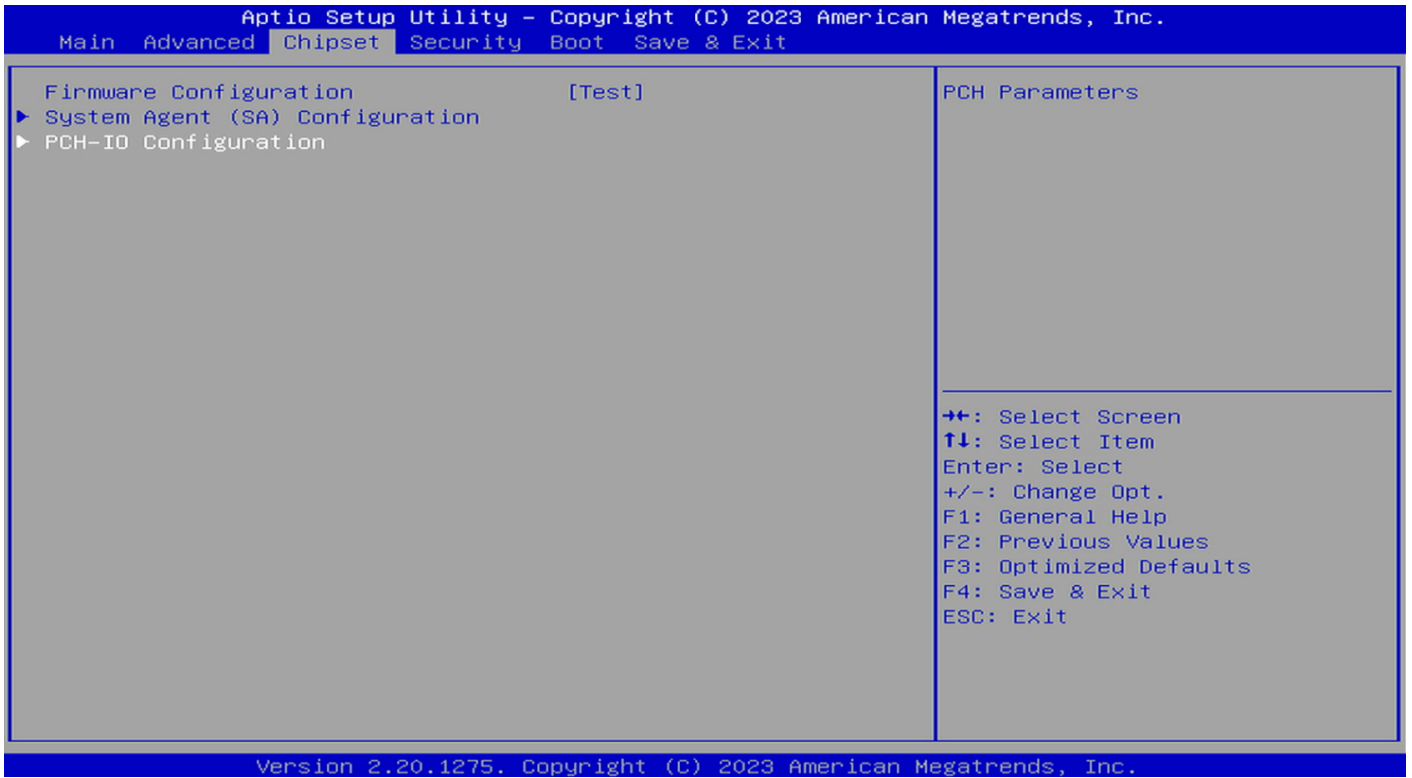 Aptio Setup Utility – Copyright (C) 2023 American Megatrends, Inc.
Main Advanced Chipset Security Boot Save & Exit
Firmware Configuration [Test]
▶ System Agent (SA) Configuration
▶ PCH-IO Configuration
PCH Parameters
→←: Select Screen
↑↓: Select Item
Enter: Select
+/-: Change Opt.
F1: General Help
F2: Previous Values
F3: Optimized Defaults
F4: Save & Exit
ESC: Exit
Version 2.20.1275. Copyright (C) 2023 American Megatrends, Inc.